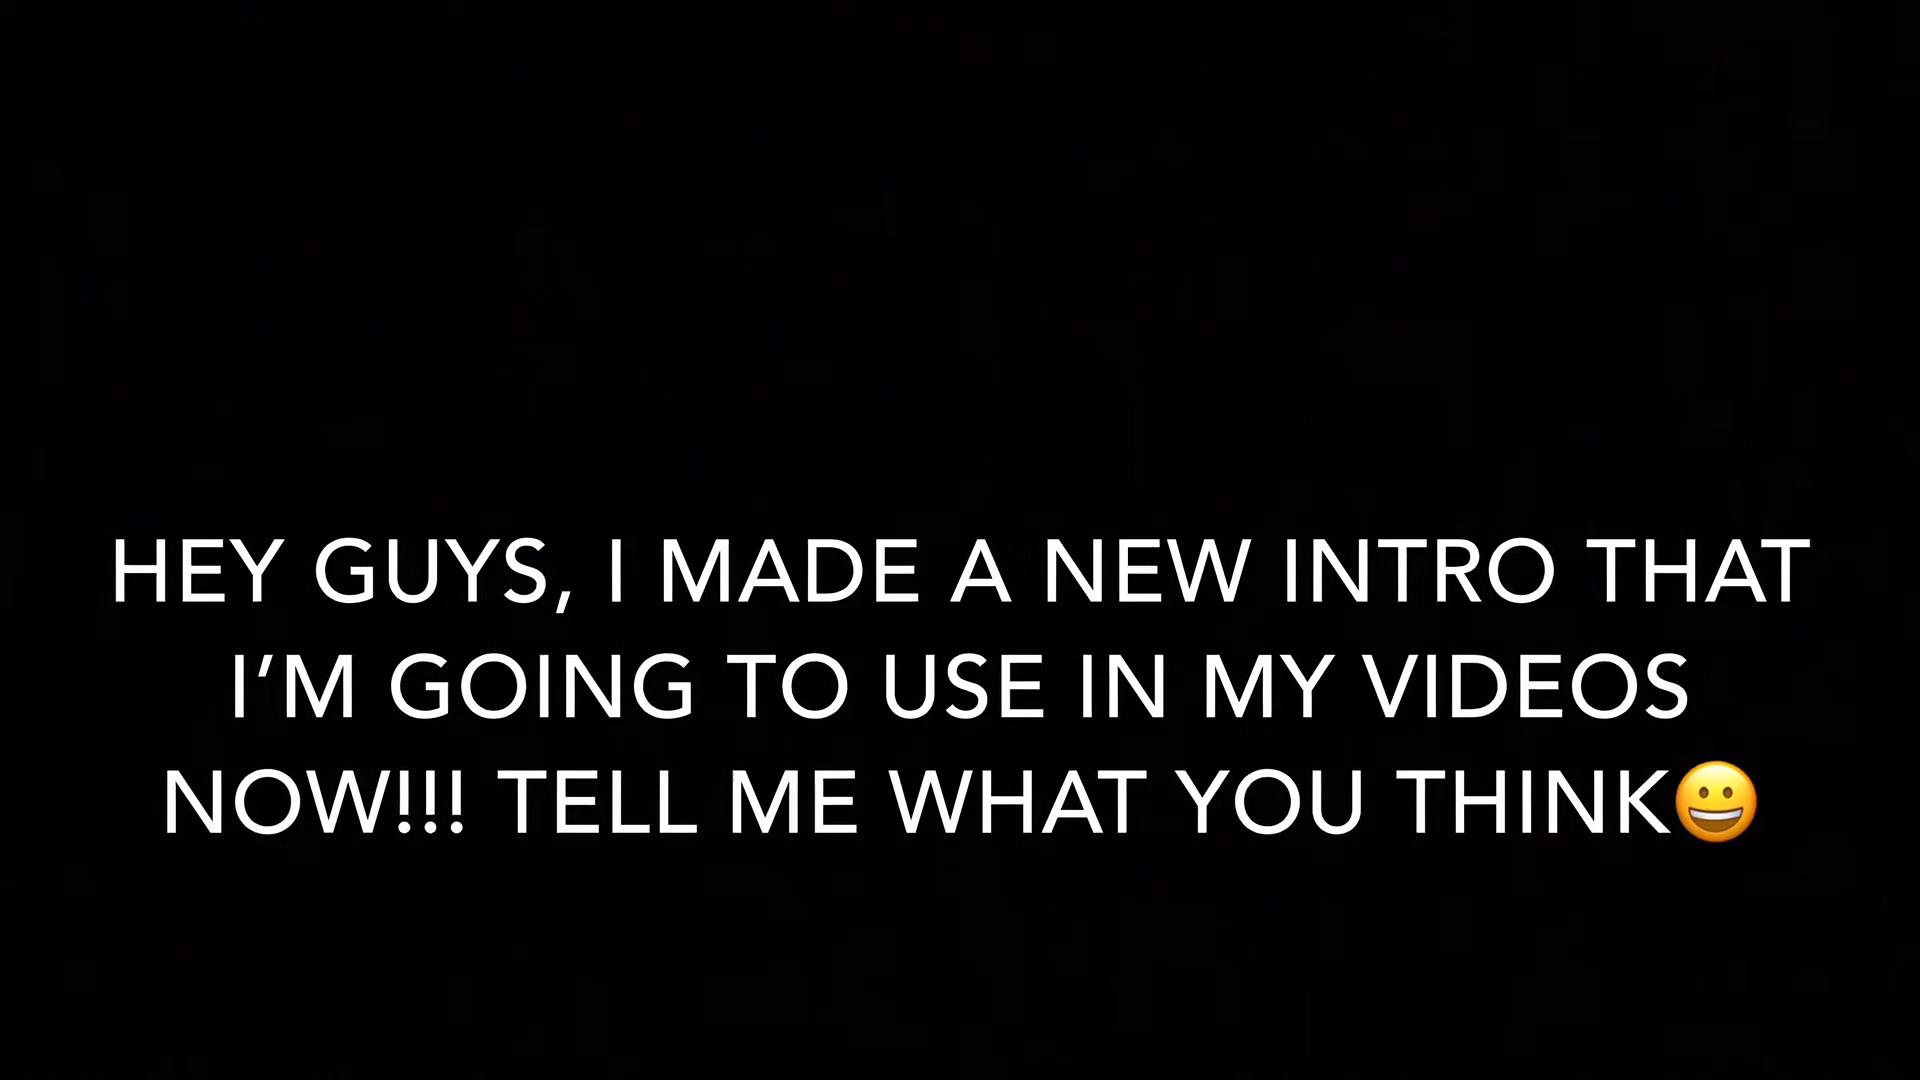 HEY GUYS, I MADE A NEW INTRO THAT
I’M GOING TO USE IN MY VIDEOS
NOW!!! TELL ME WHAT YOU THINK😀